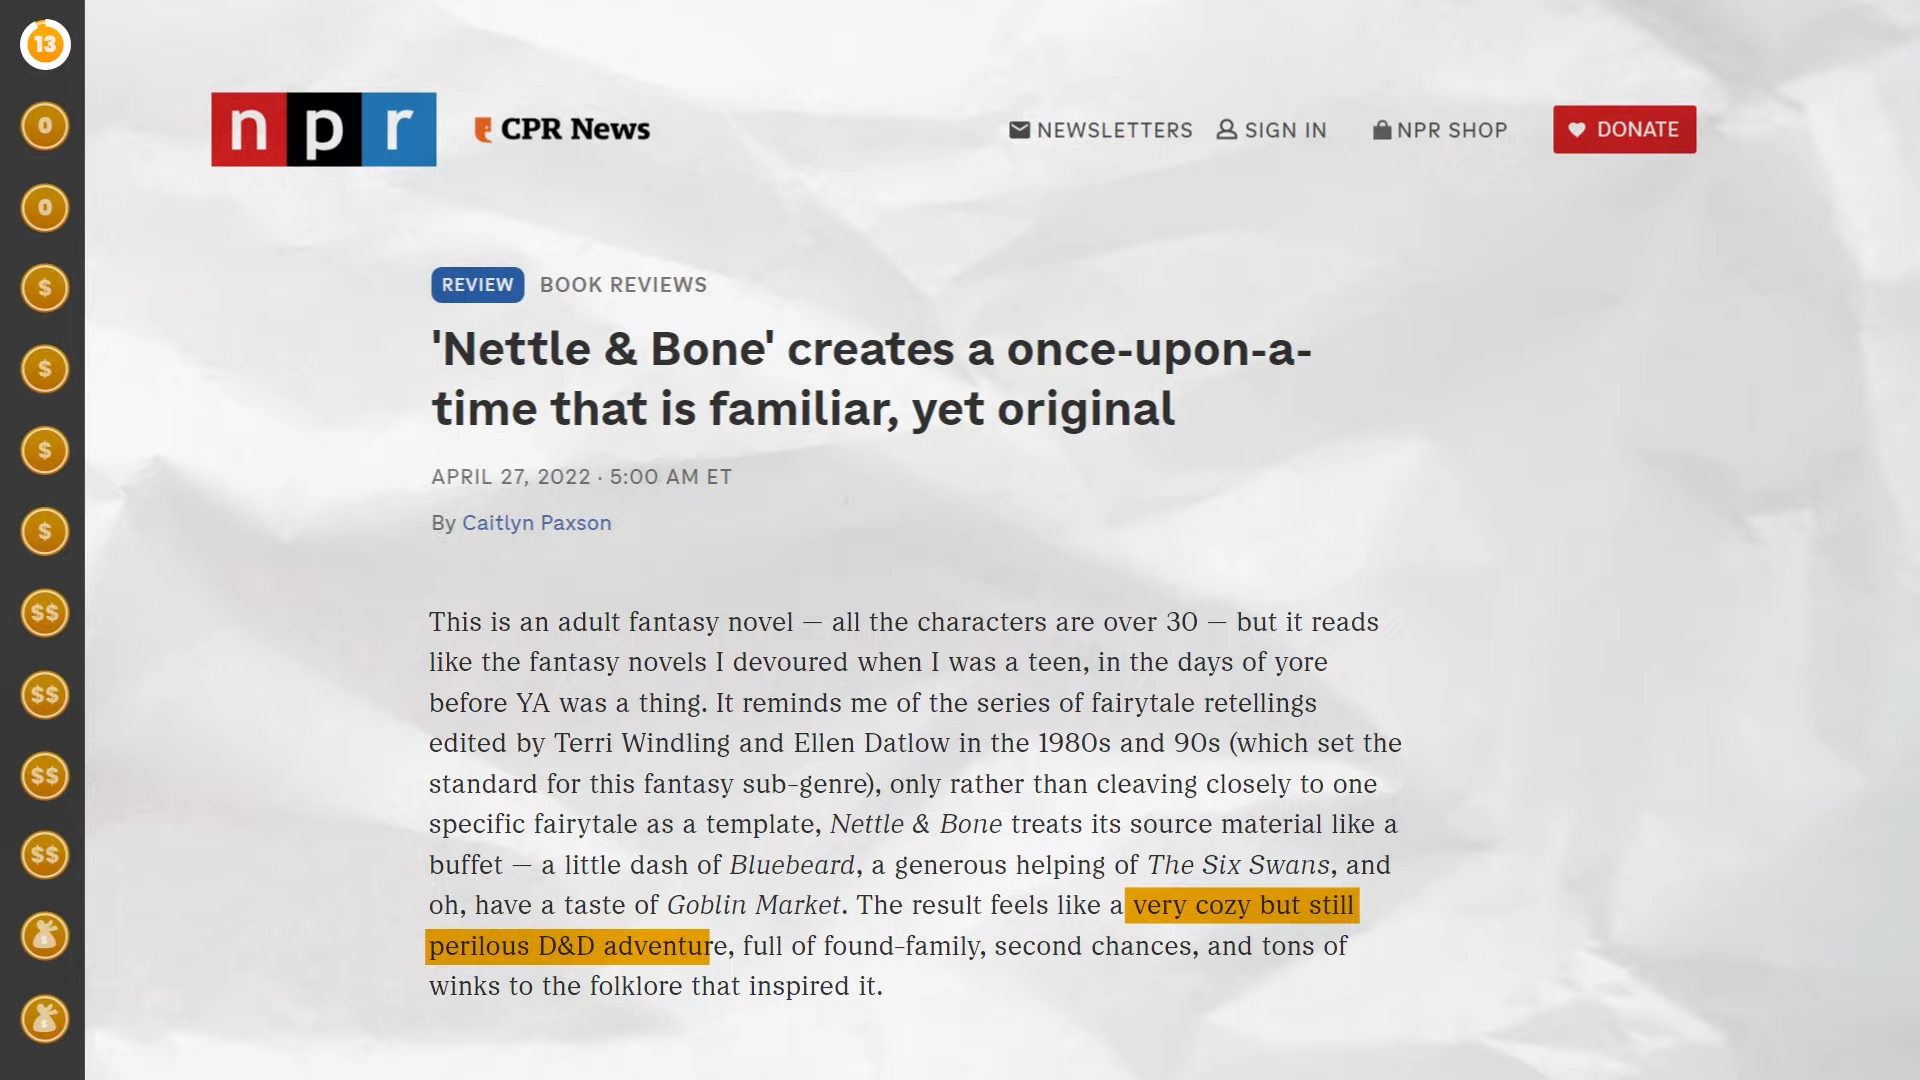 13
0
0
$
$
$
$
$$
$$
$$
$$
$
$
npr CPR News NEWSLETTERS SIGN IN NPR SHOP DONATE
REVIEW BOOK REVIEWS
'Nettle & Bone' creates a once-upon-a-
time that is familiar, yet original
APRIL 27, 2022 · 5:00 AM ET
By Caitlyn Paxson
This is an adult fantasy novel — all the characters are over 30 — but it reads
like the fantasy novels I devoured when I was a teen, in the days of yore
before YA was a thing. It reminds me of the series of fairytale retellings
edited by Terri Windling and Ellen Datlow in the 1980s and 90s (which set the
standard for this fantasy sub-genre), only rather than cleaving closely to one
specific fairytale as a template, Nettle & Bone treats its source material like a
buffet — a little dash of Bluebeard, a generous helping of The Six Swans, and
oh, have a taste of Goblin Market. The result feels like a very cozy but still
perilous D&D adventure, full of found-family, second chances, and tons of
winks to the folklore that inspired it.